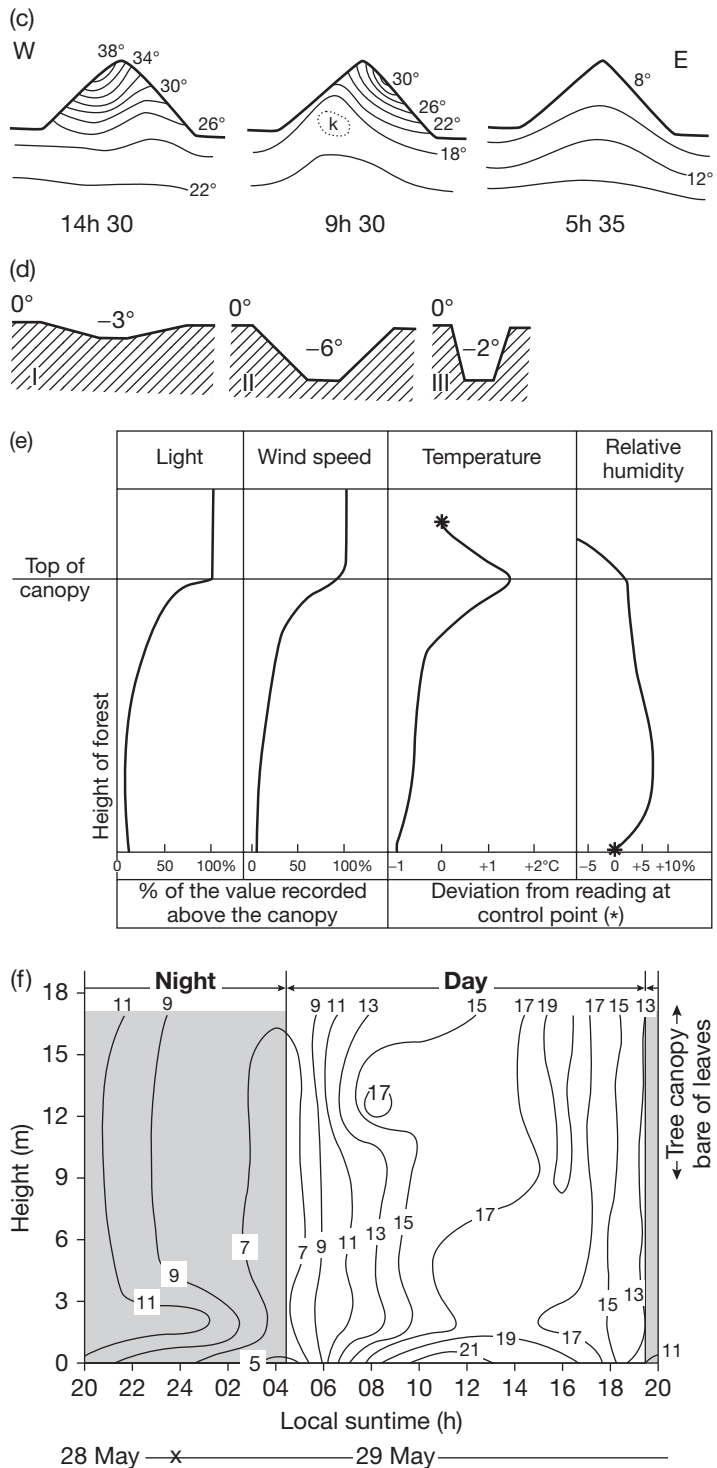 (c)
W
E
38° 34° 30° 26° 22°
30° 26° 22° 18° k
8° 12°
14h 30 9h 30 5h 35
(d)
0° −3° 0° −6° 0° −2°
I II III
(e)
Light Wind speed Temperature Relative humidity
Top of canopy
Height of forest
0 50 100% 0 50 100% −1 0 +1 +2°C −5 0 +5 +10%
% of the value recorded above the canopy
Deviation from reading at control point (*)
(f)
Night Day
18
15
12
9
6
3
0
Height (m)
11 9 9 11 13 15 17 19 17 15 13
17
7 7 9 11 13 15 17
9
11 15 13
5 21 19 17 11
Tree canopy
bare of leaves
20 22 24 02 04 06 08 10 12 14 16 18 20
Local suntime (h)
28 May x 29 May